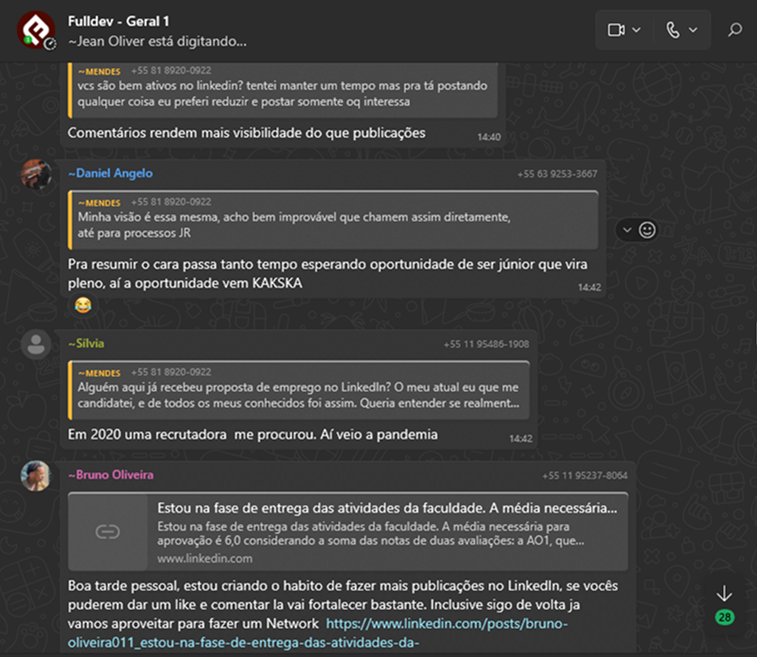 Fulldev - Geral 1
~Jean Oliver está digitando...
~MENDES +55 81 8920-0922
vcs são bem ativos no linkedin? tentei manter um tempo mas pra tá postando
qualquer coisa eu preferi reduzir e postar somente oq interessa
Comentários rendem mais visibilidade do que publicações
14:40
~Daniel Angelo +55 63 9253-3667
~MENDES +55 81 8920-0922
Minha visão é essa mesma, acho bem improvável que chamem assim diretamente,
até para processos JR
Pra resumir o cara passa tanto tempo esperando oportunidade de ser júnior que vira
pleno, aí a oportunidade vem KAKSKA
14:42
~Silvia +55 11 95486-1908
~MENDES +55 81 8920-0922
Alguém aqui já recebeu proposta de emprego no LinkedIn? O meu atual eu que me
candidatei, e de todos os meus conhecidos foi assim. Queria entender se realment...
Em 2020 uma recrutadora me procurou. Aí veio a pandemia
14:42
~Bruno Oliveira +55 11 95237-8064
Estou na fase de entrega das atividades da faculdade. A média necessária...
Estou na fase de entrega das atividades da faculdade. A média necessária para
aprovação é 6,0 considerando a soma das notas de duas avaliações: a AO1, que...
www.linkedin.com
Boa tarde pessoal, estou criando o habito de fazer mais publicações no LinkedIn, se vocês
puderem dar um like e comentar la vai fortalecer bastante. Inclusive sigo de volta ja
vamos aproveitar para fazer um Network https://www.linkedin.com/posts/bruno-
oliveira011_estou-na-fase-de-entrega-das-atividades-da-
28